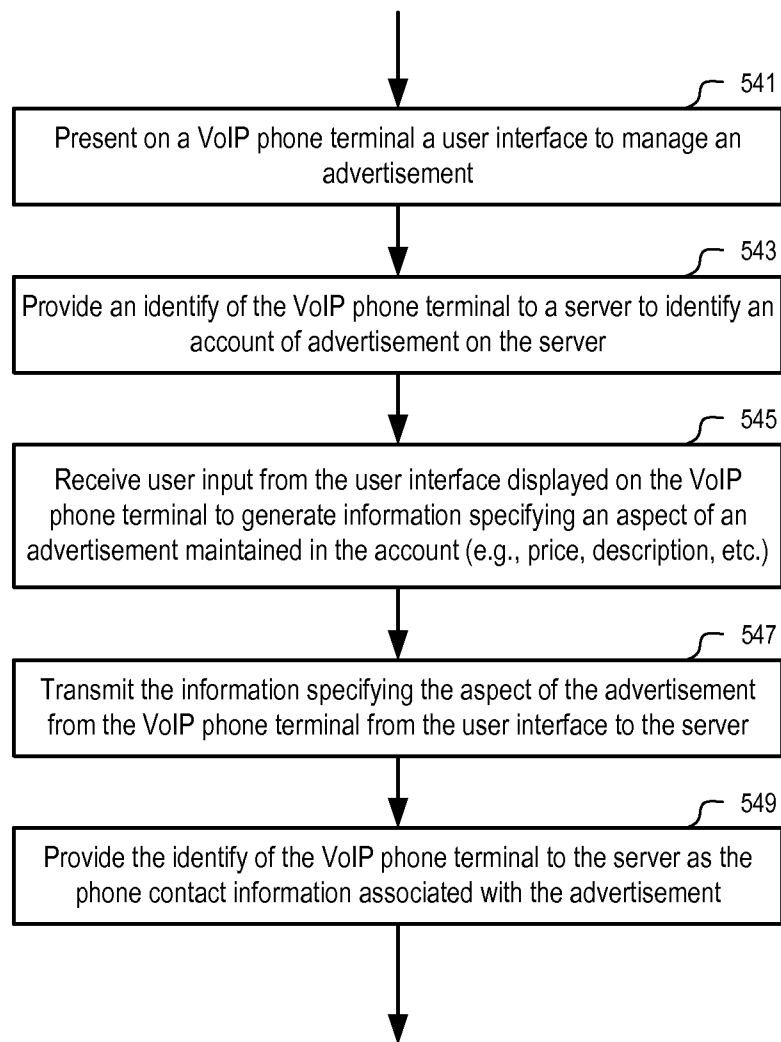 541
Present on a VoIP phone terminal a user interface to manage an
advertisement
543
Provide an identify of the VoIP phone terminal to a server to identify an
account of advertisement on the server
545
Receive user input from the user interface displayed on the VoIP
phone terminal to generate information specifying an aspect of an
advertisement maintained in the account (e.g., price, description, etc.)
547
Transmit the information specifying the aspect of the advertisement
from the VoIP phone terminal from the user interface to the server
549
Provide the identify of the VoIP phone terminal to the server as the
phone contact information associated with the advertisement